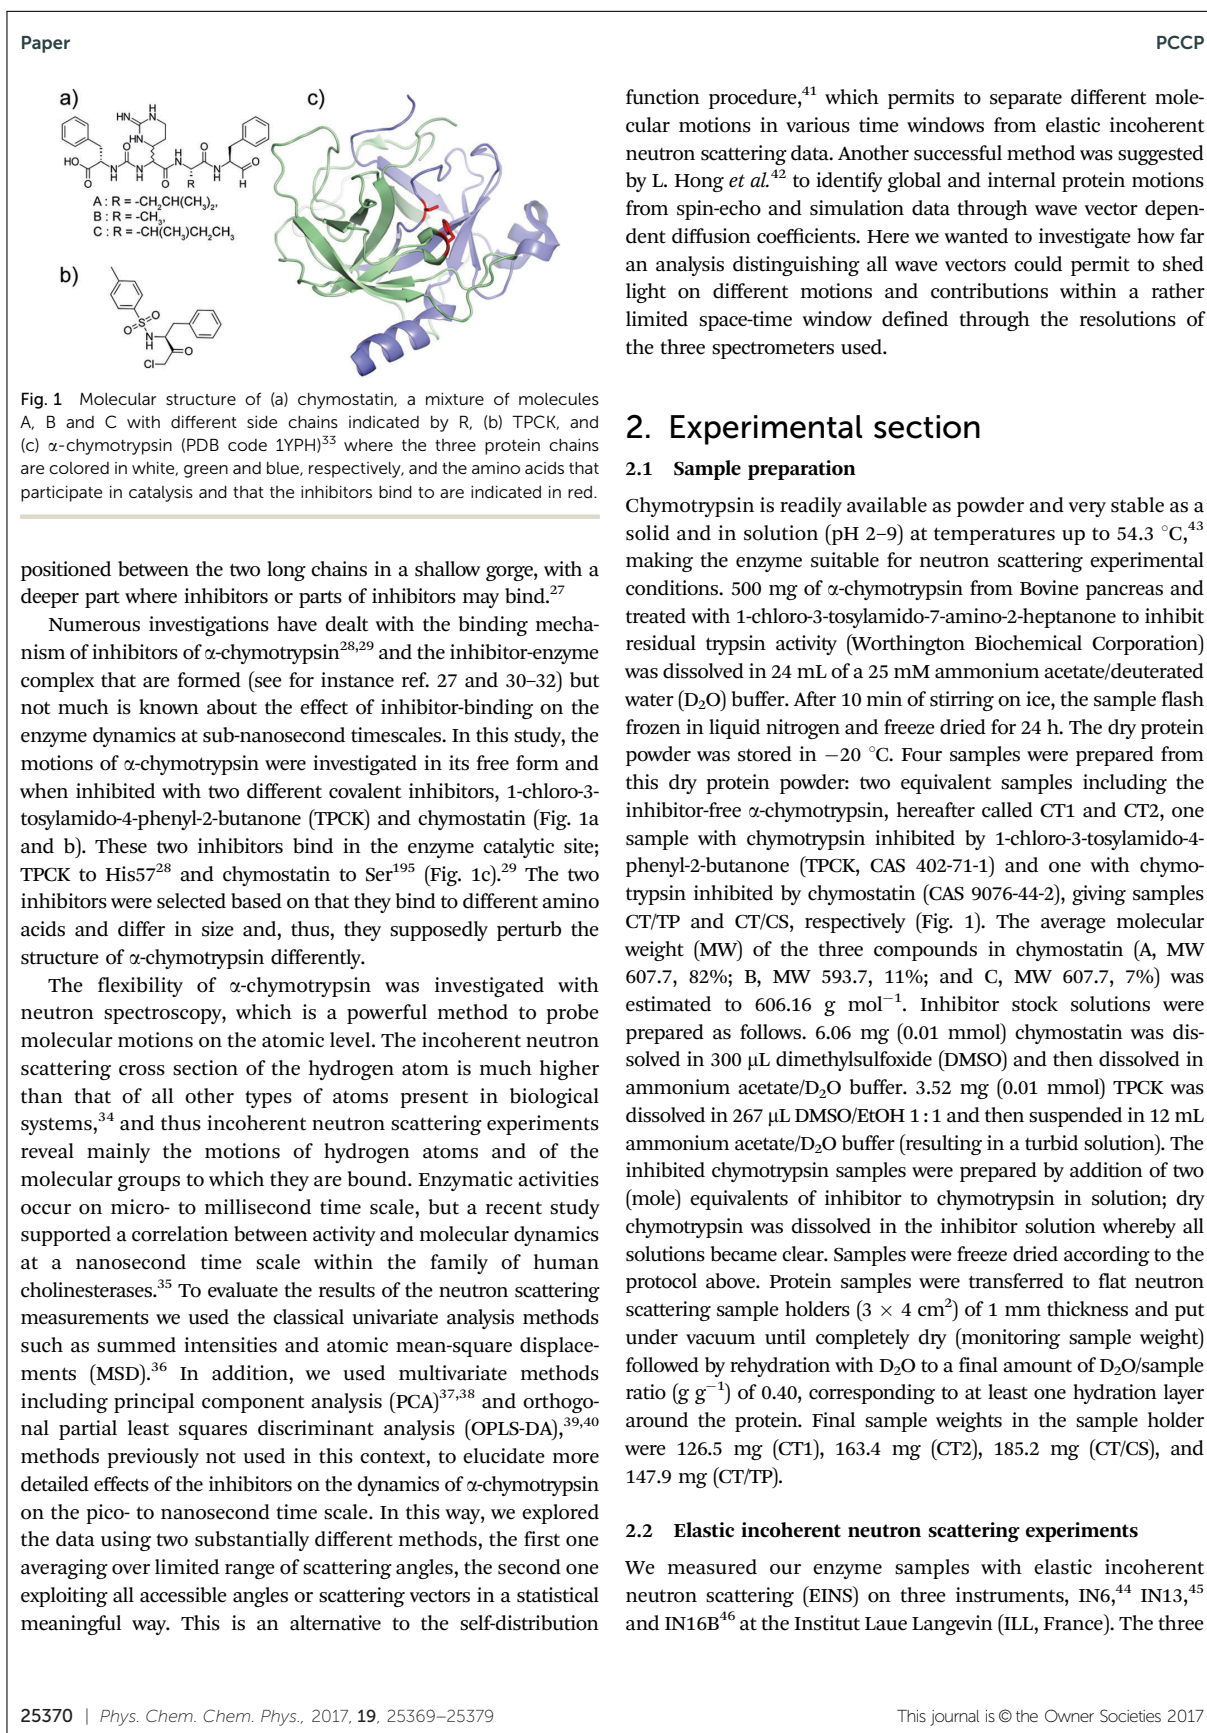 Paper
PCCP
a)
c)
HN
H
N
NH
HN
HO
O
N
H
O
N
H
O
H
N
R
O
N
H
O
H
A : R = -CH2CH(CH3)2,
B : R = -CH3,
C : R = -CH(CH3)CH2CH3
b)
O
S
O
HN
O
Cl
Fig. 1 Molecular structure of (a) chymostatin, a mixture of molecules
A, B and C with different side chains indicated by R, (b) TPCK, and
(c) α-chymotrypsin (PDB code 1YPH)33 where the three protein chains
are colored in white, green and blue, respectively, and the amino acids that
participate in catalysis and that the inhibitors bind to are indicated in red.
positioned between the two long chains in a shallow gorge, with a
deeper part where inhibitors or parts of inhibitors may bind.27
Numerous investigations have dealt with the binding mecha-
nism of inhibitors of α-chymotrypsin28,29 and the inhibitor-enzyme
complex that are formed (see for instance ref. 27 and 30–32) but
not much is known about the effect of inhibitor-binding on the
enzyme dynamics at sub-nanosecond timescales. In this study, the
motions of α-chymotrypsin were investigated in its free form and
when inhibited with two different covalent inhibitors, 1-chloro-3-
tosylamido-4-phenyl-2-butanone (TPCK) and chymostatin (Fig. 1a
and b). These two inhibitors bind in the enzyme catalytic site;
TPCK to His5728 and chymostatin to Ser195 (Fig. 1c).29 The two
inhibitors were selected based on that they bind to different amino
acids and differ in size and, thus, they supposedly perturb the
structure of α-chymotrypsin differently.
The flexibility of α-chymotrypsin was investigated with
neutron spectroscopy, which is a powerful method to probe
molecular motions on the atomic level. The incoherent neutron
scattering cross section of the hydrogen atom is much higher
than that of all other types of atoms present in biological
systems,34 and thus incoherent neutron scattering experiments
reveal mainly the motions of hydrogen atoms and of the
molecular groups to which they are bound. Enzymatic activities
occur on micro- to millisecond time scale, but a recent study
supported a correlation between activity and molecular dynamics
at a nanosecond time scale within the family of human
cholinesterases.35 To evaluate the results of the neutron scattering
measurements we used the classical univariate analysis methods
such as summed intensities and atomic mean-square displace-
ments (MSD).36 In addition, we used multivariate methods
including principal component analysis (PCA)37,38 and orthogo-
nal partial least squares discriminant analysis (OPLS-DA),39,40
methods previously not used in this context, to elucidate more
detailed effects of the inhibitors on the dynamics of α-chymotrypsin
on the pico- to nanosecond time scale. In this way, we explored
the data using two substantially different methods, the first one
averaging over limited range of scattering angles, the second one
exploiting all accessible angles or scattering vectors in a statistical
meaningful way. This is an alternative to the self-distribution
function procedure,41 which permits to separate different mole-
cular motions in various time windows from elastic incoherent
neutron scattering data. Another successful method was suggested
by L. Hong et al.42 to identify global and internal protein motions
from spin-echo and simulation data through wave vector depen-
dent diffusion coefficients. Here we wanted to investigate how far
an analysis distinguishing all wave vectors could permit to shed
light on different motions and contributions within a rather
limited space-time window defined through the resolutions of
the three spectrometers used.
2. Experimental section
2.1 Sample preparation
Chymotrypsin is readily available as powder and very stable as a
solid and in solution (pH 2–9) at temperatures up to 54.3 °C,43
making the enzyme suitable for neutron scattering experimental
conditions. 500 mg of α-chymotrypsin from Bovine pancreas and
treated with 1-chloro-3-tosylamido-7-amino-2-heptanone to inhibit
residual trypsin activity (Worthington Biochemical Corporation)
was dissolved in 24 mL of a 25 mM ammonium acetate/deuterated
water (D2O) buffer. After 10 min of stirring on ice, the sample flash
frozen in liquid nitrogen and freeze dried for 24 h. The dry protein
powder was stored in −20 °C. Four samples were prepared from
this dry protein powder: two equivalent samples including the
inhibitor-free α-chymotrypsin, hereafter called CT1 and CT2, one
sample with chymotrypsin inhibited by 1-chloro-3-tosylamido-4-
phenyl-2-butanone (TPCK, CAS 402-71-1) and one with chymo-
trypsin inhibited by chymostatin (CAS 9076-44-2), giving samples
CT/TP and CT/CS, respectively (Fig. 1). The average molecular
weight (MW) of the three compounds in chymostatin (A, MW
607.7, 82%; B, MW 593.7, 11%; and C, MW 607.7, 7%) was
estimated to 606.16 g mol−1. Inhibitor stock solutions were
prepared as follows. 6.06 mg (0.01 mmol) chymostatin was dis-
solved in 300 μL dimethylsulfoxide (DMSO) and then dissolved in
ammonium acetate/D2O buffer. 3.52 mg (0.01 mmol) TPCK was
dissolved in 267 μL DMSO/EtOH 1 : 1 and then suspended in 12 mL
ammonium acetate/D2O buffer (resulting in a turbid solution). The
inhibited chymotrypsin samples were prepared by addition of two
(mole) equivalents of inhibitor to chymotrypsin in solution; dry
chymotrypsin was dissolved in the inhibitor solution whereby all
solutions became clear. Samples were freeze dried according to the
protocol above. Protein samples were transferred to flat neutron
scattering sample holders (3 × 4 cm2) of 1 mm thickness and put
under vacuum until completely dry (monitoring sample weight)
followed by rehydration with D2O to a final amount of D2O/sample
ratio (g g−1) of 0.40, corresponding to at least one hydration layer
around the protein. Final sample weights in the sample holder
were 126.5 mg (CT1), 163.4 mg (CT2), 185.2 mg (CT/CS), and
147.9 mg (CT/TP).
2.2 Elastic incoherent neutron scattering experiments
We measured our enzyme samples with elastic incoherent
neutron scattering (EINS) on three instruments, IN6,44 IN13,45
and IN16B46 at the Institut Laue Langevin (ILL, France). The three
25370 | Phys. Chem. Chem. Phys., 2017, 19, 25369–25379
This journal is © the Owner Societies 2017